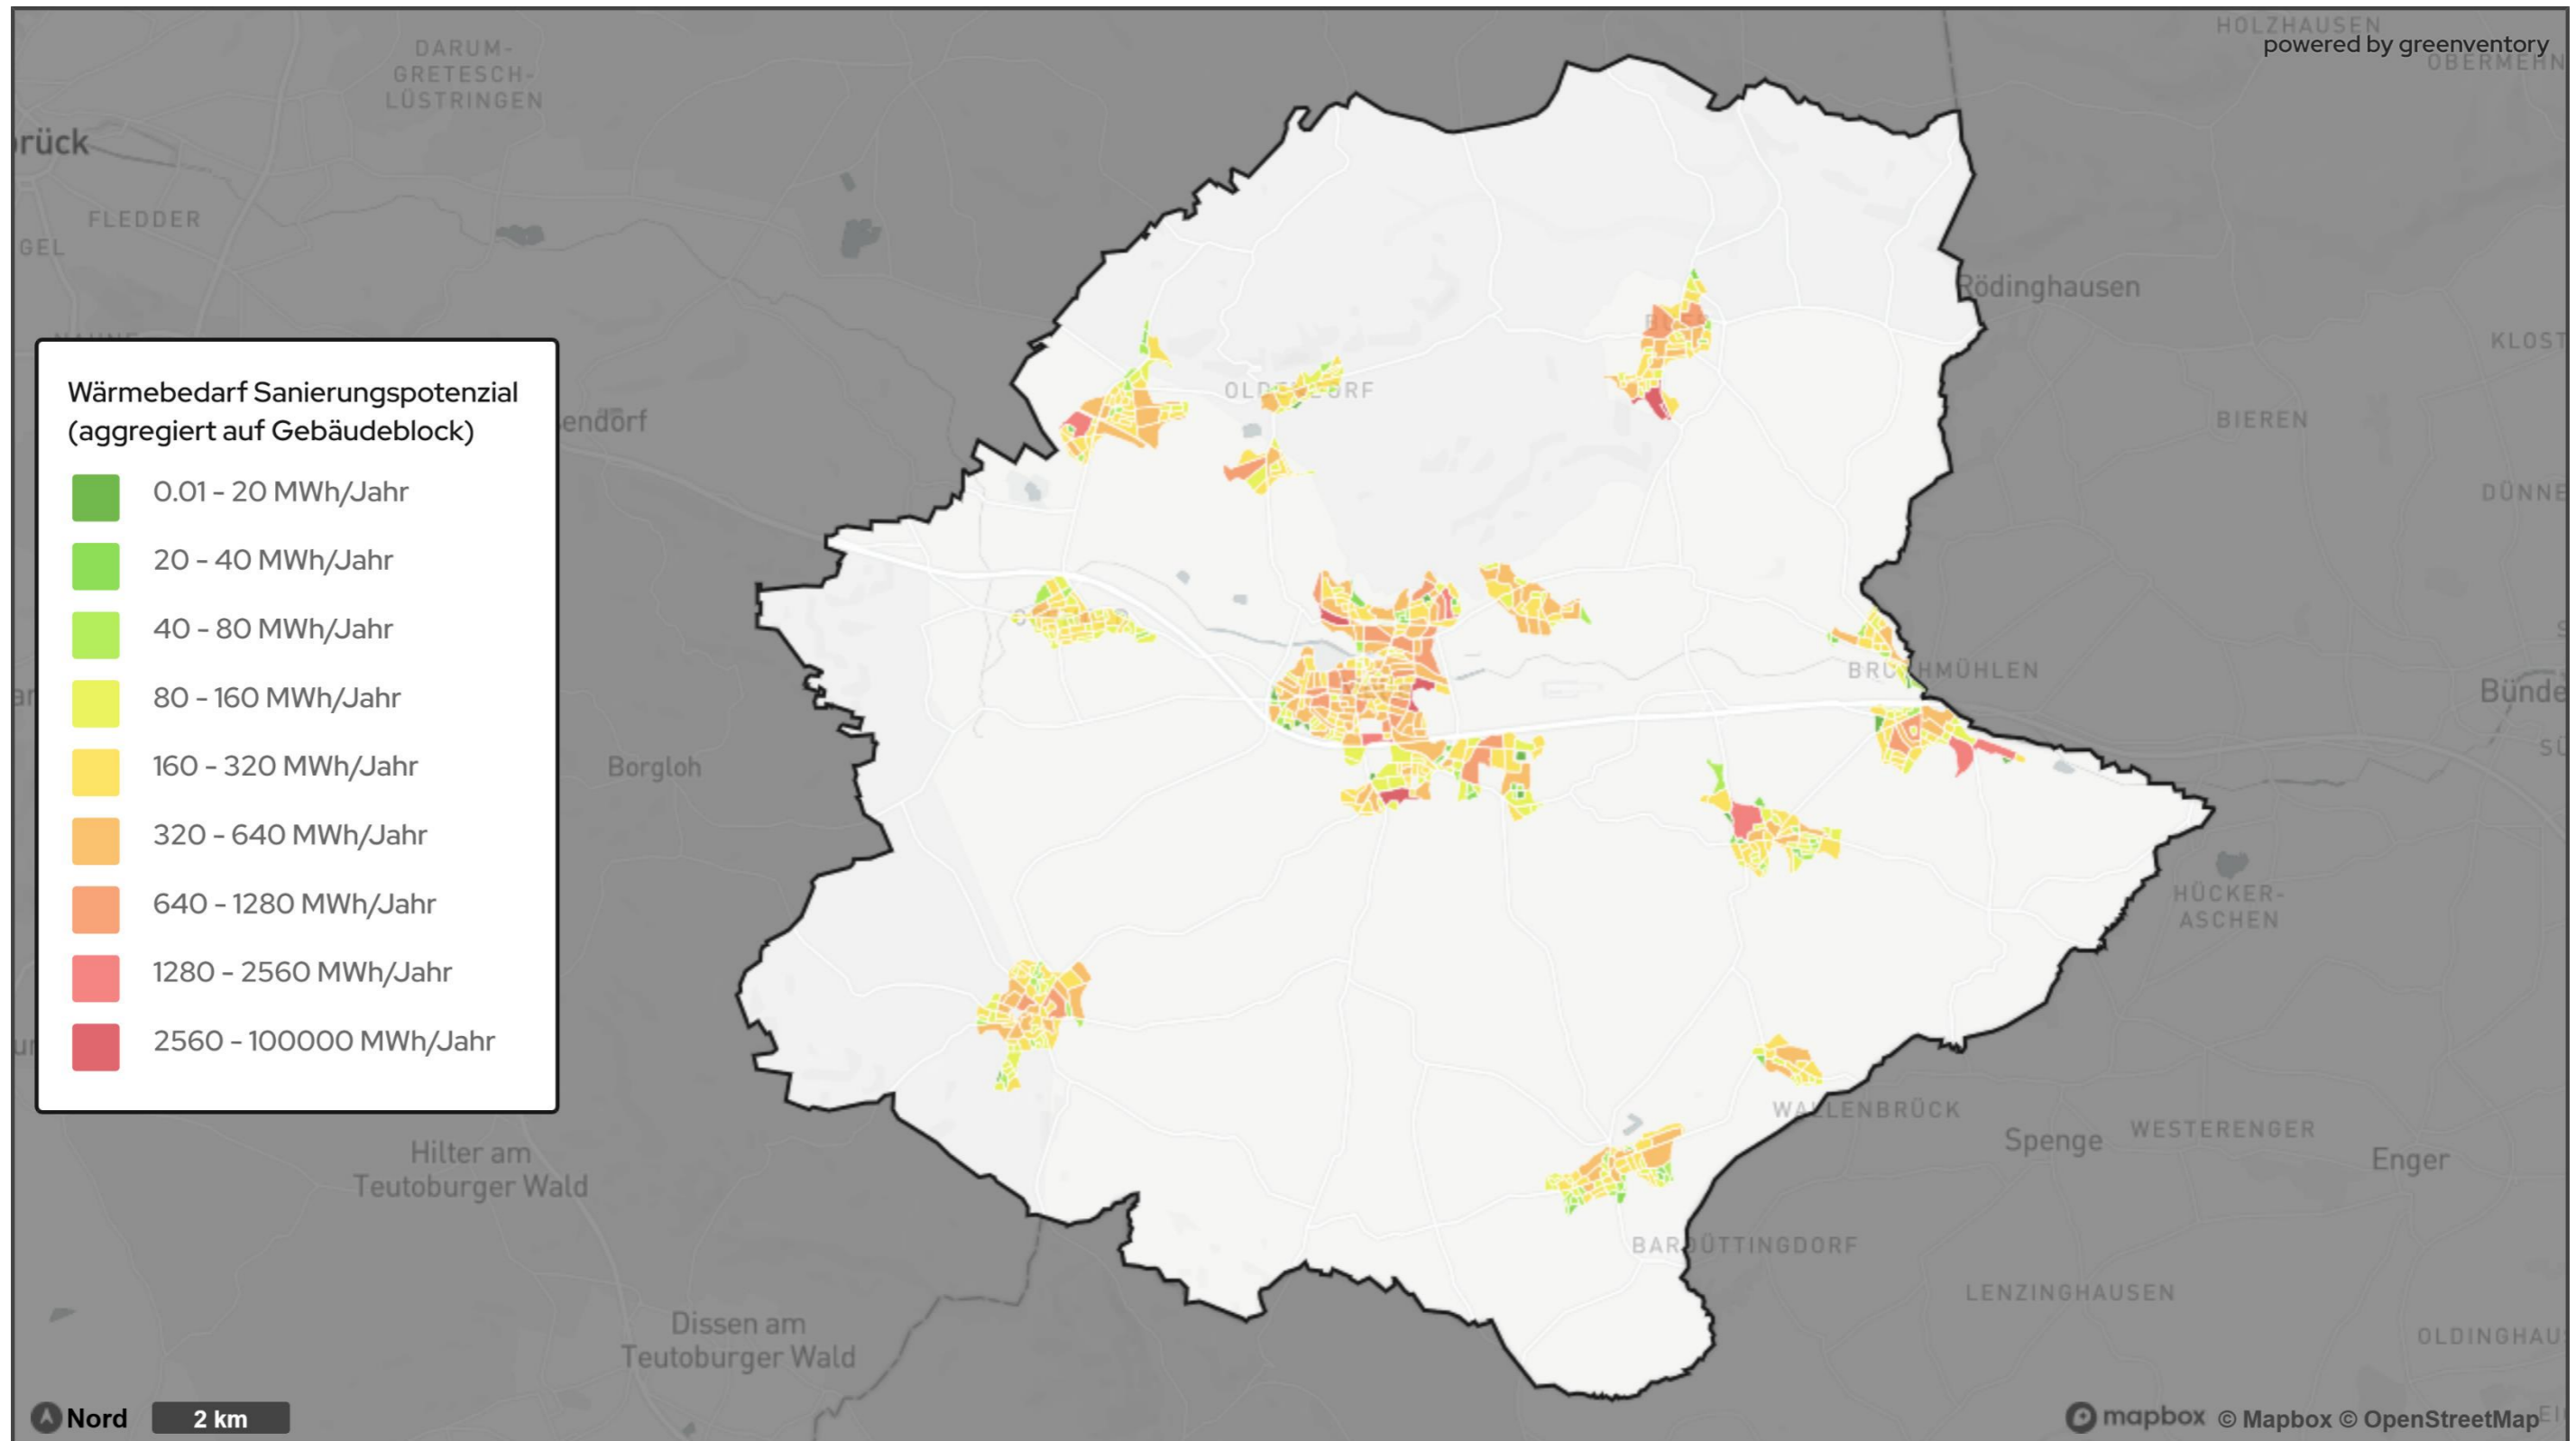 HOLZHAUSEN
powered by greenventory
DARUM-
GRETESCH-
LÜSTRINGEN
rück
FLEDDER
GEL
Rödinghausen
KLOST
OLDENDORF
endorf
BIEREN
DÜNNE
BRUCHMÜHLEN
Bünde
Borgloh
HÜCKER-
ASCHEN
Wärmebedarf Sanierungspotenzial
(aggregiert auf Gebäudeblock)
0.01 - 20 MWh/Jahr
20 - 40 MWh/Jahr
40 - 80 MWh/Jahr
80 - 160 MWh/Jahr
160 - 320 MWh/Jahr
320 - 640 MWh/Jahr
640 - 1280 MWh/Jahr
1280 - 2560 MWh/Jahr
2560 - 100000 MWh/Jahr
WALLENBRÜCK
Spenge
WESTERENGER
Enger
Hilter am
Teutoburger Wald
BARDÜTTINGDORF
LENZINGHAUSEN
Dissen am
Teutoburger Wald
OLDINGHAU
Nord
2 km
mapbox © Mapbox © OpenStreetMap